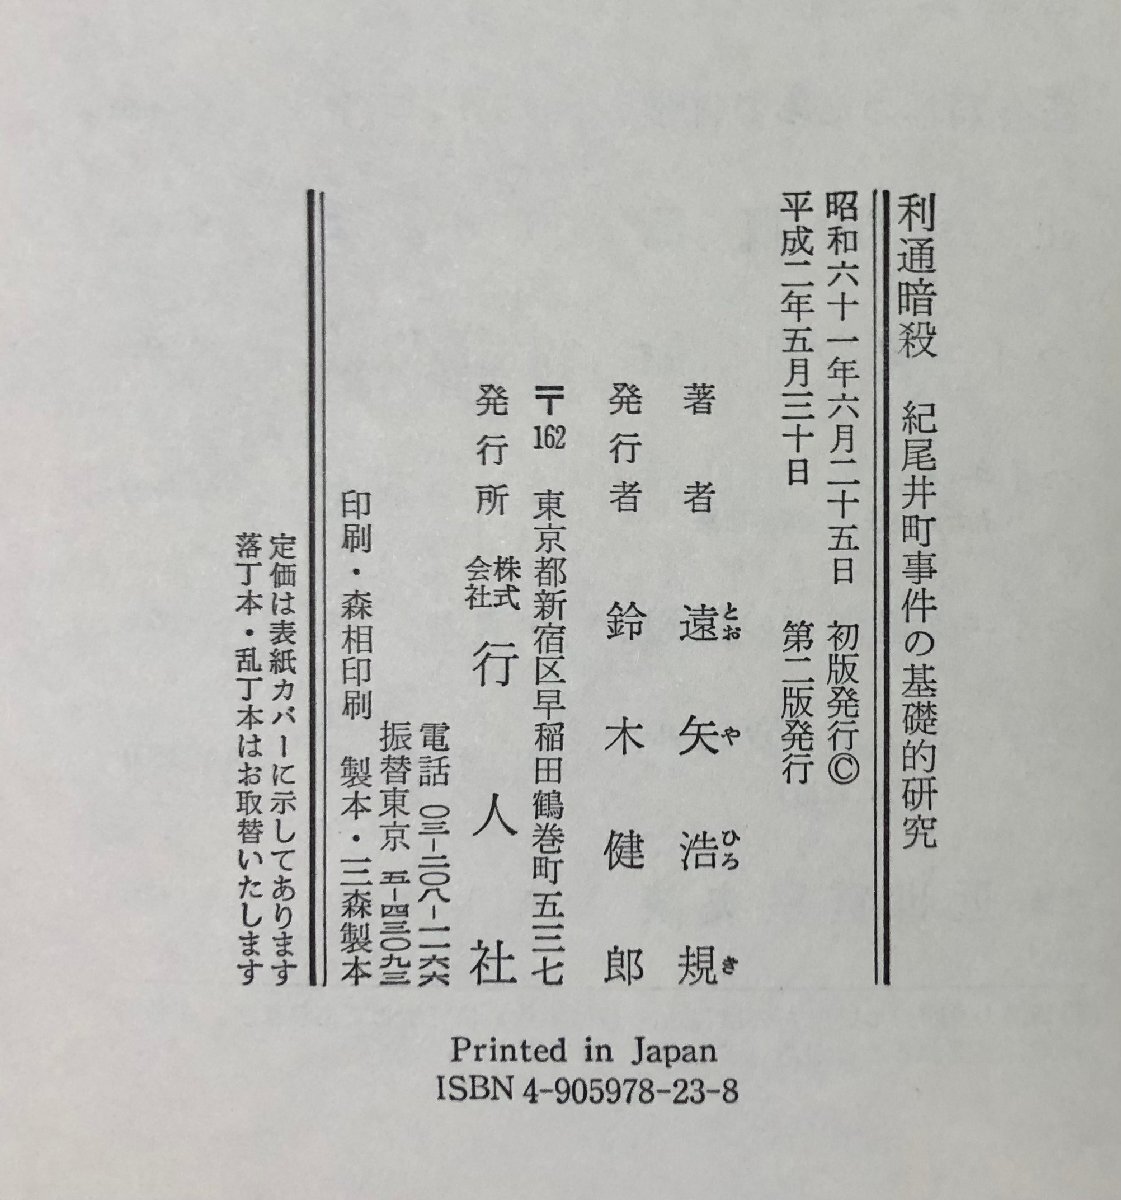 利通暗殺　紀尾井町事件の基礎的研究
昭和六十一年六月二十五日　初版発行©
平成二年五月三十日　第二版発行
著者　遠矢浩規
とおやひろき
発行者　鈴木健郎
〒162　東京都新宿区早稲田鶴巻町五三七
発行所　株式会社　行人社
電話　〇三−二〇八−一一六六
振替東京　五−四三〇九三
印刷・森相印刷　製本・三森製本
定価は表紙カバーに示してあります
落丁本・乱丁本はお取替いたします
Printed in Japan
ISBN 4-905978-23-8